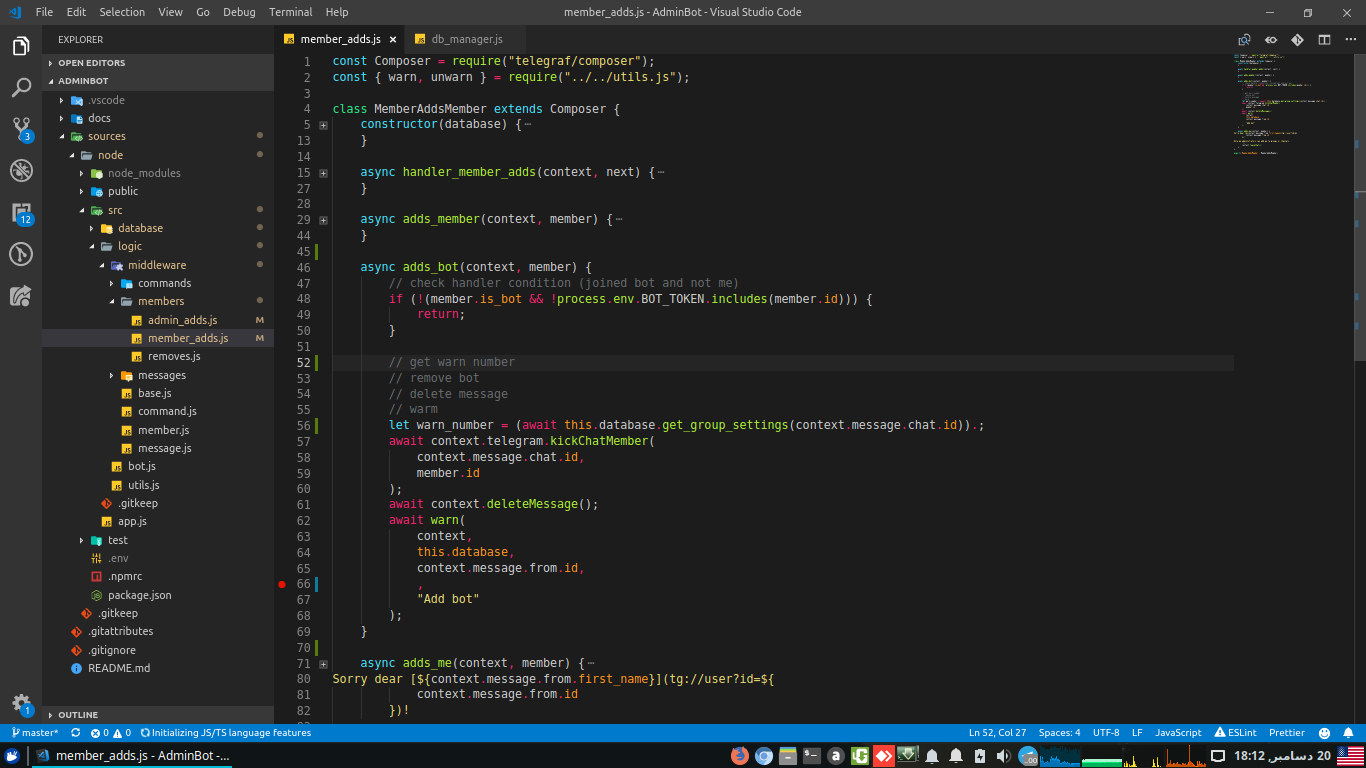 File Edit Selection View Go Debug Terminal Help member_adds.js - AdminBot - Visual Studio Code
EXPLORER
OPEN EDITORS
ADMINBOT
.vscode
docs
sources
node
node_modules
public
src
database
logic
middleware
commands
members
admin_adds.js M
member_adds.js M
removes.js
messages
base.js
command.js
member.js
message.js
bot.js
utils.js
.gitkeep
app.js
test
.env
.npmrc
package.json
.gitkeep
.gitattributes
.gitignore
README.md
OUTLINE
3
12
1
member_adds.js db_manager.js
1 const Composer = require("telegraf/composer");
2 const { warn, unwarn } = require("../../utils.js");
3
4 class MemberAddsMember extends Composer {
5 constructor(database) {
13 }
14
15 async handler_member_adds(context, next) {
27 }
28
29 async adds_member(context, member) {
44 }
45
46 async adds_bot(context, member) {
47 // check handler condition (joined bot and not me)
48 if (!(member.is_bot && !process.env.BOT_TOKEN.includes(member.id))) {
49 return;
50 }
51
52 // get warn number
53 // remove bot
54 // delete message
55 // warm
56 let warn_number = (await this.database.get_group_settings(context.message.chat.id)).;
57 await context.telegram.kickChatMember(
58 context.message.chat.id,
59 member.id
60 );
61 await context.deleteMessage();
62 await warn(
63 context,
64 this.database,
65 context.message.from.id,
66 ,
67 "Add bot"
68 );
69 }
70
71 async adds_me(context, member) {
80 Sorry dear [${context.message.from.first_name}](tg://user?id=${
81 context.message.from.id
82 })!
master* 0 0 Initializing JS/TS language features Ln 52, Col 27 Spaces: 4 UTF-8 LF JavaScript ESLint Prettier
member_adds.js - AdminBot -... 18:12 ,20 دسامبر